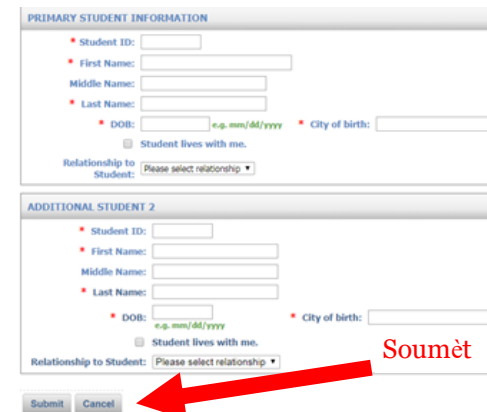 PRIMARY STUDENT INFORMATION
* Student ID:
* First Name:
Middle Name:
* Last Name:
* DOB: e.g. mm/dd/yyyy * City of birth:
Student lives with me.
Relationship to
Student: Please select relationship
ADDITIONAL STUDENT 2
* Student ID:
* First Name:
Middle Name:
* Last Name:
* DOB: * City of birth:
e.g. mm/dd/yyyy
Student lives with me.
Soumèt
Relationship to Student: Please select relationship
Submit Cancel